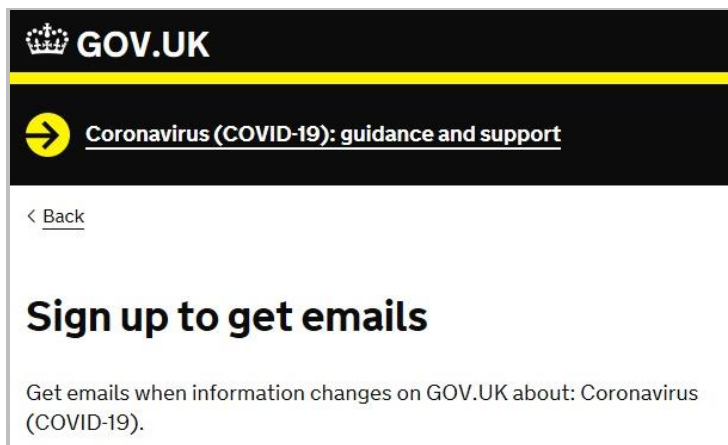 GOV.UK
Coronavirus (COVID-19): guidance and support
< Back
Sign up to get emails
Get emails when information changes on GOV.UK about: Coronavirus
(COVID-19).